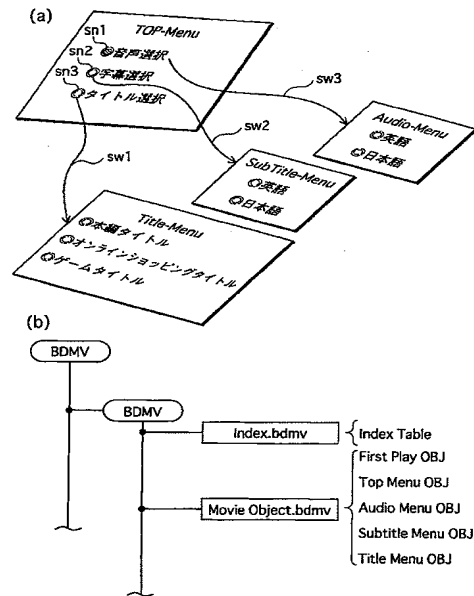 (a)
TOP-Menu
sn1
◎音声選択
sn2
◎字幕選択
sn3
◎タイトル選択
sw3
sw2
sw1
Audio-Menu
◎英語
◎日本語
SubTitle-Menu
◎英語
◎日本語
Title-Menu
◎本編タイトル
◎オンラインショッピングタイトル
◎ゲームタイトル
(b)
BDMV
BDMV
Index.bdmv
Index Table
First Play OBJ
Top Menu OBJ
Movie Object.bdmv
Audio Menu OBJ
Subtitle Menu OBJ
Title Menu OBJ